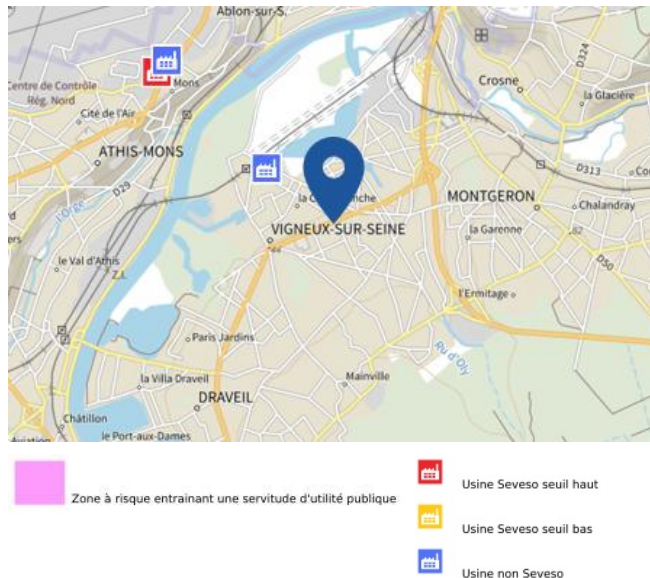 Ablon-sur-S.
Mons
Centre de Contrôle
Rég. Nord
Cité de l'Air
Crosne
D324
la Glacière
ATHIS-MONS
D29
l'Orge
D313
MONTGERON
Chalandray
VIGNEUX-SUR-SEINE
la Garenne
le Val d'Athis
Z.I.
D50
l'Ermitage
Paris Jardins
Ru d'Oly
la Villa Draveil
Mainville
DRAVEIL
Châtillon
le Port-aux-Dames
Zone à risque entrainant une servitude d'utilité publique
Usine Seveso seuil haut
Usine Seveso seuil bas
Usine non Seveso